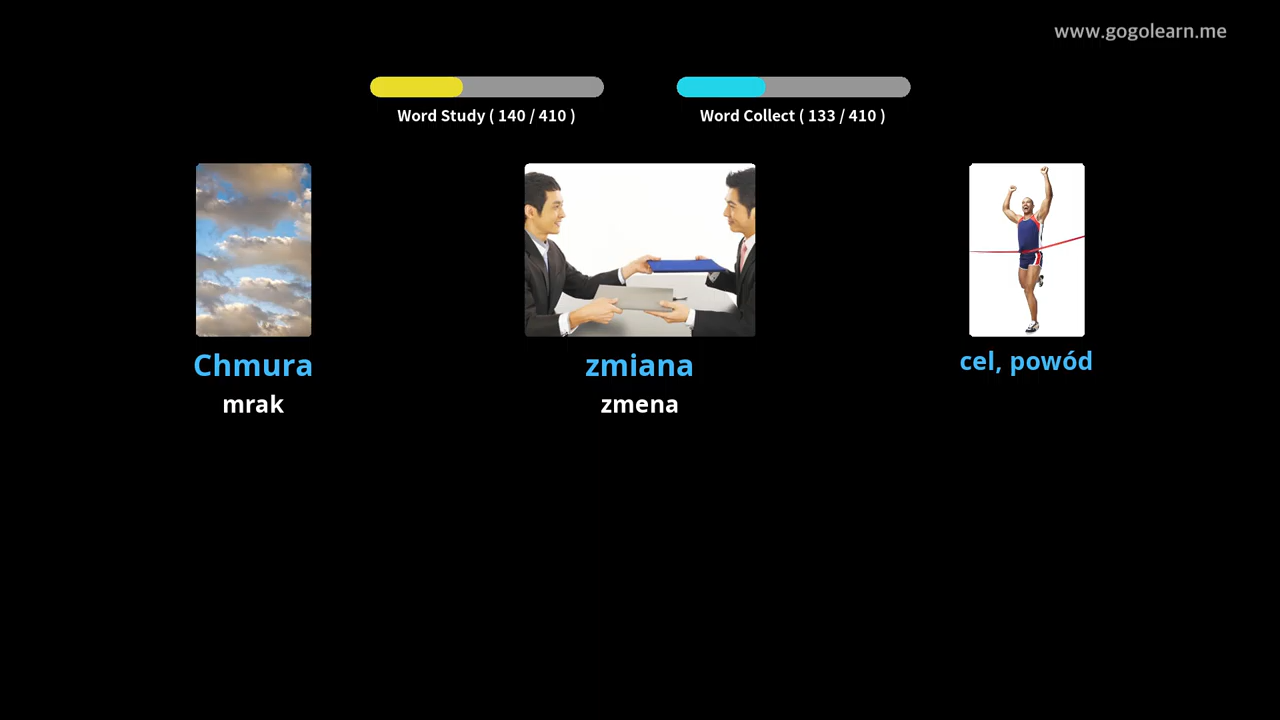 www.gogolearn.me
Word Study ( 140 / 410 )
Word Collect ( 133 / 410 )
Chmura
mrak
zmiana
zmena
cel, powód